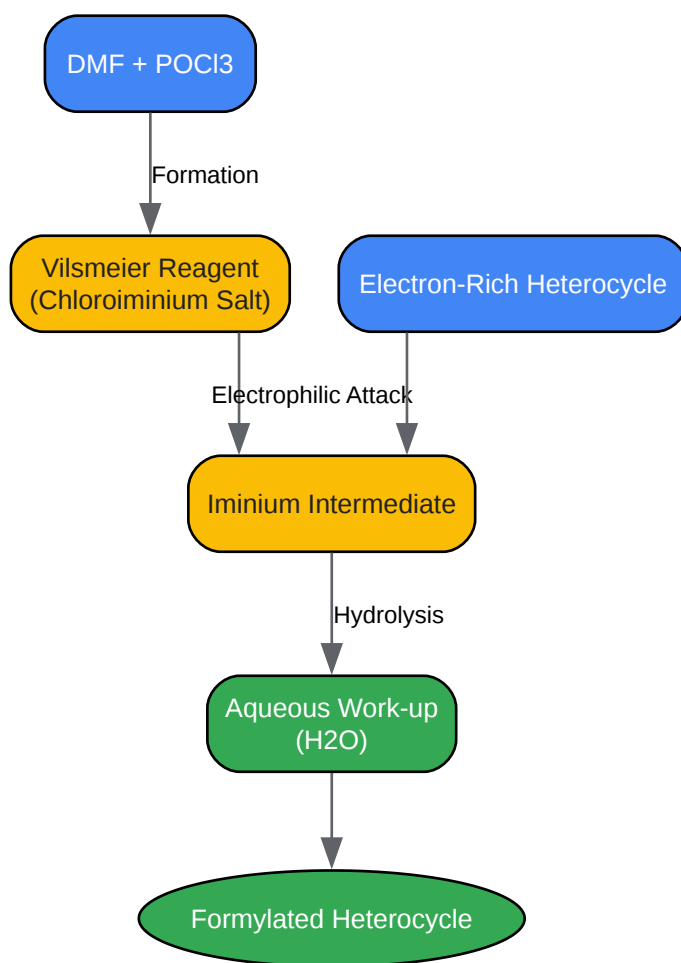 DMF + POCl3
Formation
Vilsmeier Reagent
(Chloroiminium Salt)
Electron-Rich Heterocycle
Electrophilic Attack
Iminium Intermediate
Hydrolysis
Aqueous Work-up
(H2O)
Formylated Heterocycle